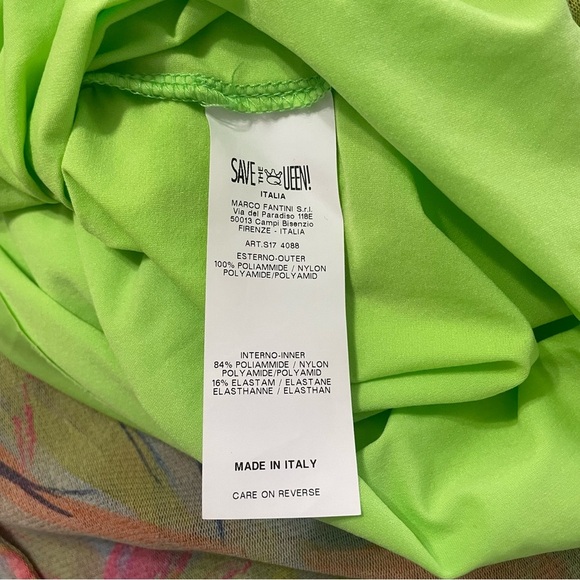 SAVE THE QUEEN!
ITALIA
MARCO FANTINI S.r.l.
Via del Paradiso 118E
50013 Campi Bisenzio
FIRENZE - ITALIA
ART.S17 4088
ESTERNO-OUTER
100% POLIAMMIDE / NYLON
POLYAMIDE/POLYAMID
INTERNO-INNER
84% POLIAMMIDE / NYLON
POLYAMIDE/POLYAMID
16% ELASTAM / ELASTANE
ELASTHANNE / ELASTHAN
MADE IN ITALY
CARE ON REVERSE